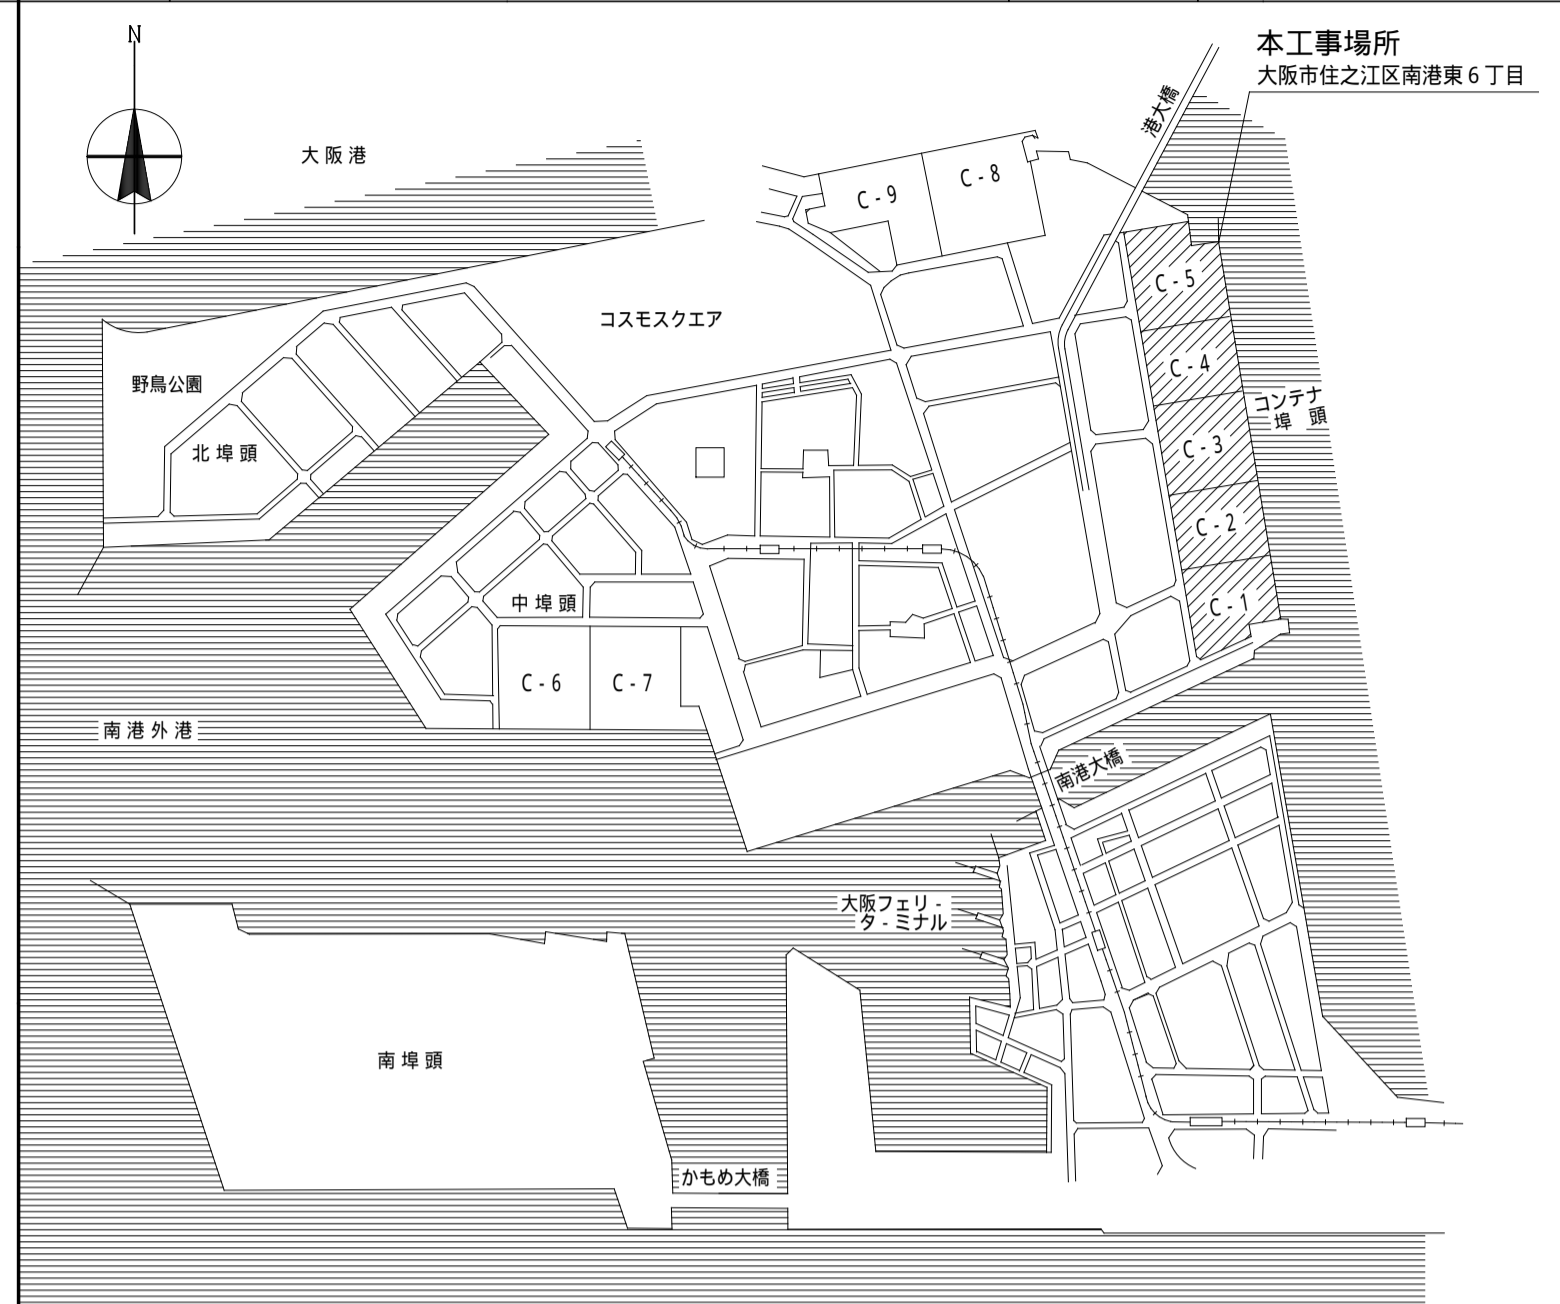 N
本工事場所
大阪市住之江区南港東6丁目
港大橋
大阪港
C-9
C-8
C-5
コスモスクエア
C-4
野鳥公園
コンテナ
埠 頭
北埠頭
C-3
C-2
中埠頭
C-1
C-6
C-7
南港外港
南港大橋
大阪フェリ-
タ-ミナル
南埠頭
かもめ大橋